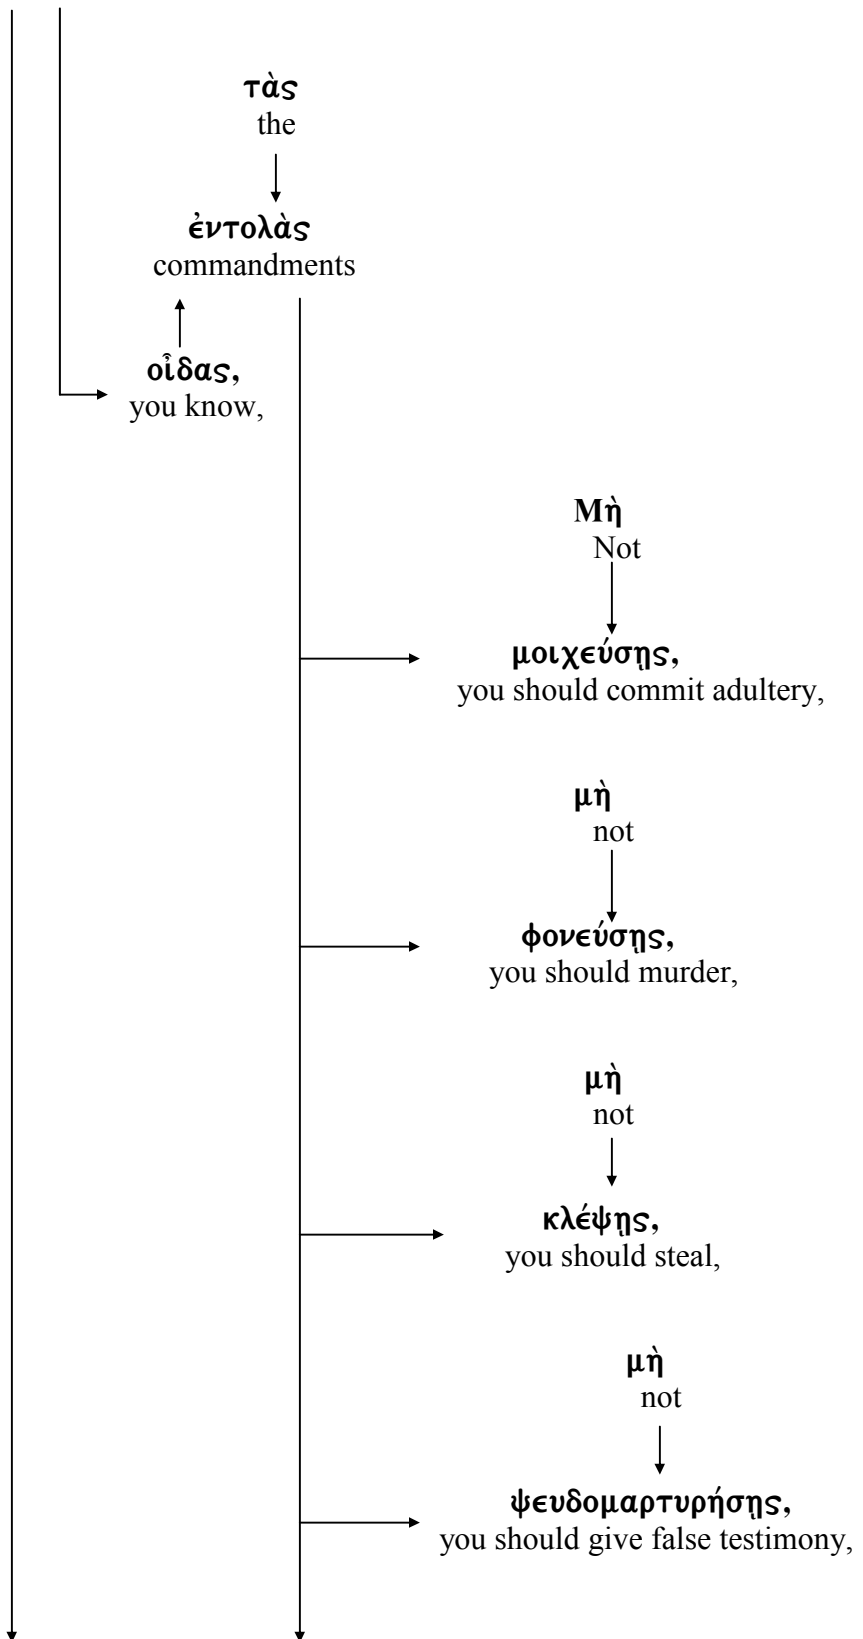 τὰς
the
ἐντολὰς
commandments
οἶδας,
you know,
Μὴ
Not
μοιχεύσῃς,
you should commit adultery,
μὴ
not
φονεύσῃς,
you should murder,
μὴ
not
κλέψῃς,
you should steal,
μὴ
not
ψευδομαρτυρήσῃς,
you should give false testimony,